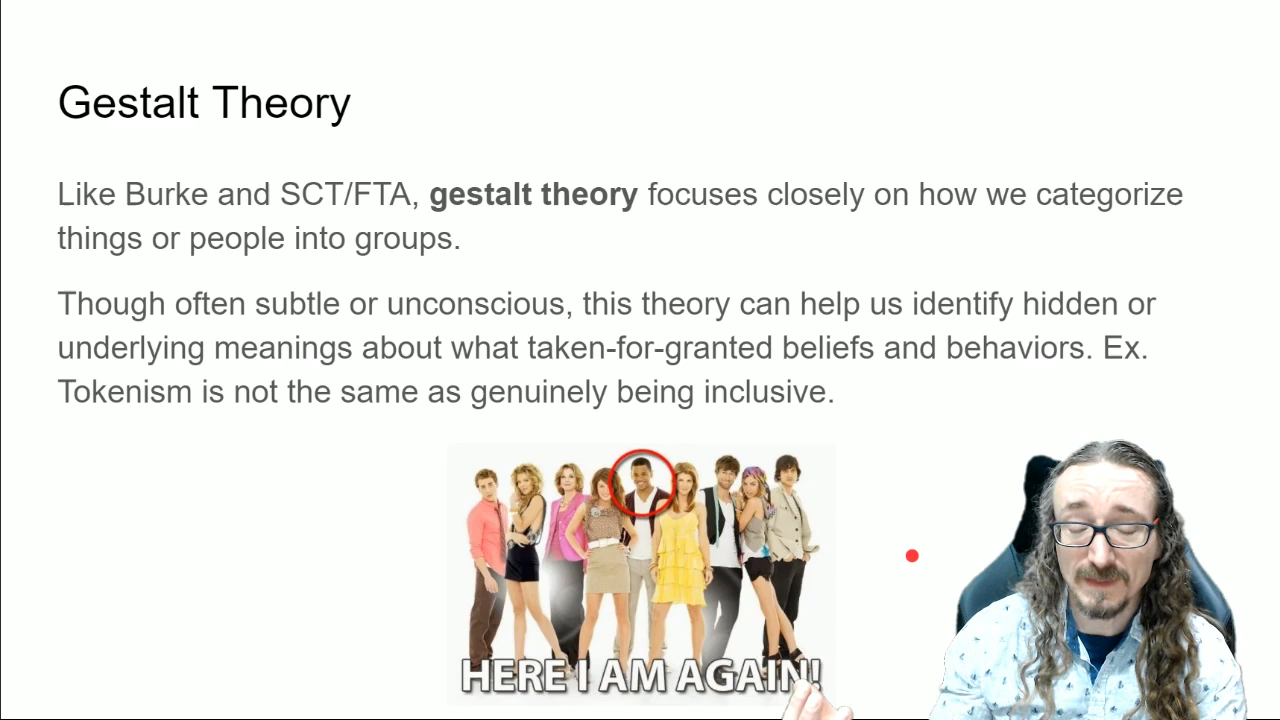 Gestalt Theory
Like Burke and SCT/FTA, gestalt theory focuses closely on how we categorize
things or people into groups.
Though often subtle or unconscious, this theory can help us identify hidden or
underlying meanings about what taken-for-granted beliefs and behaviors. Ex.
Tokenism is not the same as genuinely being inclusive.
HERE I AM AGAIN!